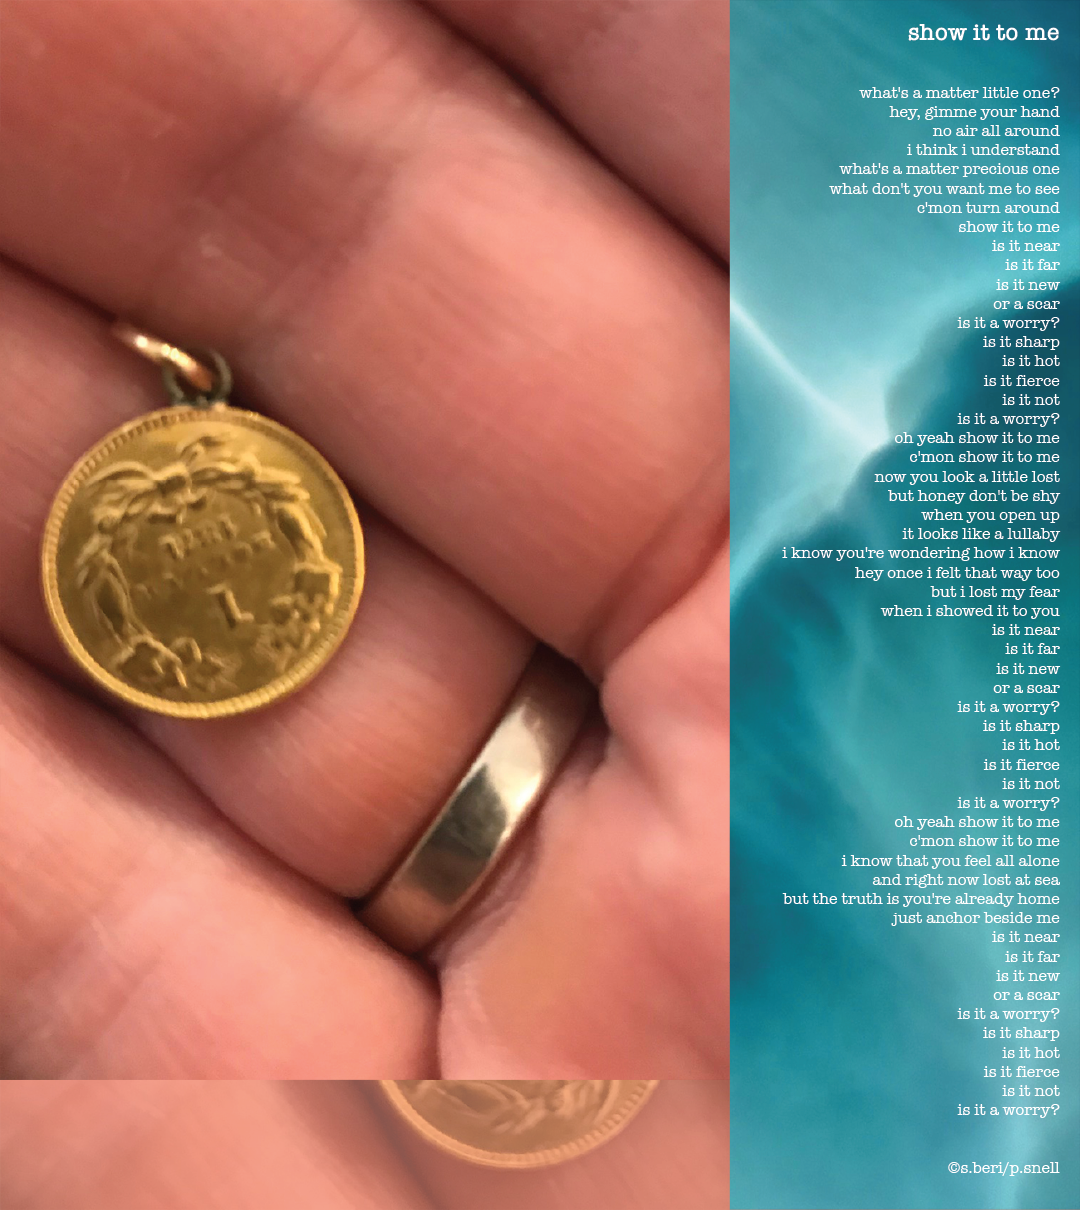 show it to me
what's a matter little one?
hey, gimme your hand
no air all around
i think i understand
what's a matter precious one
what don't you want me to see
c'mon turn around
show it to me
is it near
is it far
is it new
or a scar
is it a worry?
is it sharp
is it hot
is it fierce
is it not
is it a worry?
oh yeah show it to me
c'mon show it to me
now you look a little lost
but honey don't be shy
when you open up
it looks like a lullaby
i know you're wondering how i know
hey once i felt that way too
but i lost my fear
when i showed it to you
is it near
is it far
is it new
or a scar
is it a worry?
is it sharp
is it hot
is it fierce
is it not
is it a worry?
oh yeah show it to me
c'mon show it to me
i know that you feel all alone
and right now lost at sea
but the truth is you're already home
just anchor beside me
is it near
is it far
is it new
or a scar
is it a worry?
is it sharp
is it hot
is it fierce
is it not
is it a worry?
©s.beri/p.snell